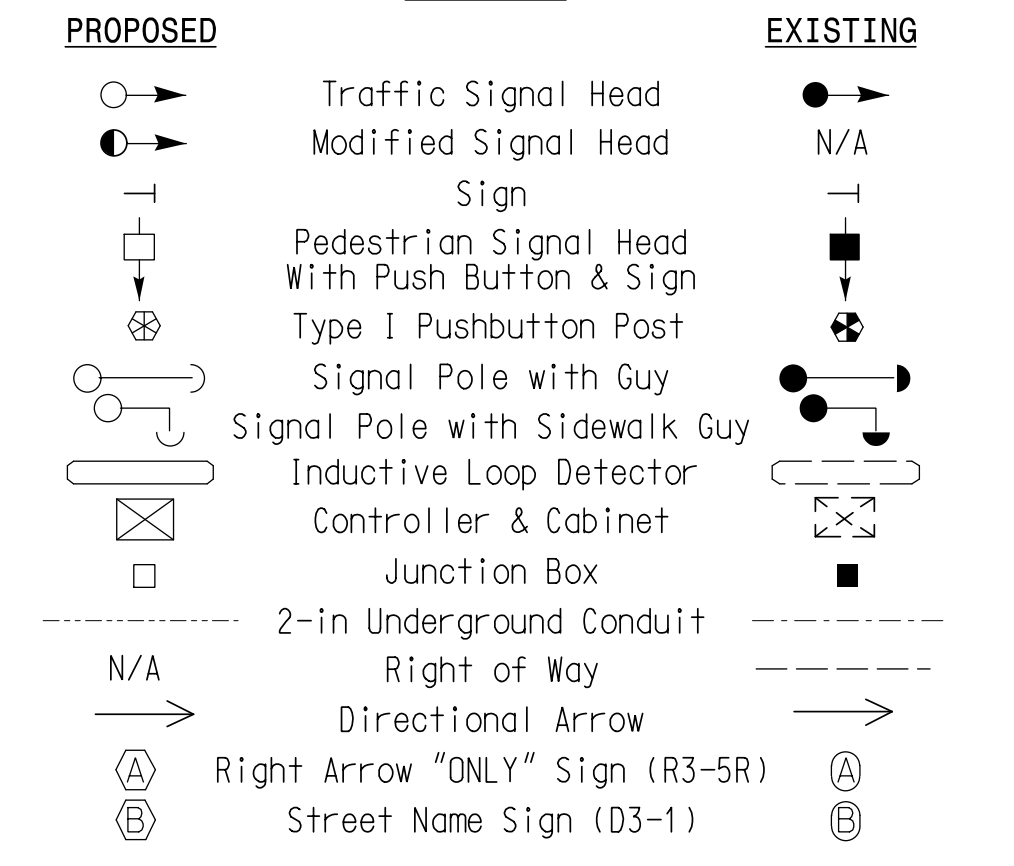 PROPOSED EXISTING
Traffic Signal Head
Modified Signal Head N/A
Sign
Pedestrian Signal Head
With Push Button & Sign
Type I Pushbutton Post
Signal Pole with Guy
Signal Pole with Sidewalk Guy
Inductive Loop Detector
Controller & Cabinet
Junction Box
2-in Underground Conduit
N/A Right of Way
Directional Arrow
A Right Arrow "ONLY" Sign (R3-5R) A
B Street Name Sign (D3-1) B